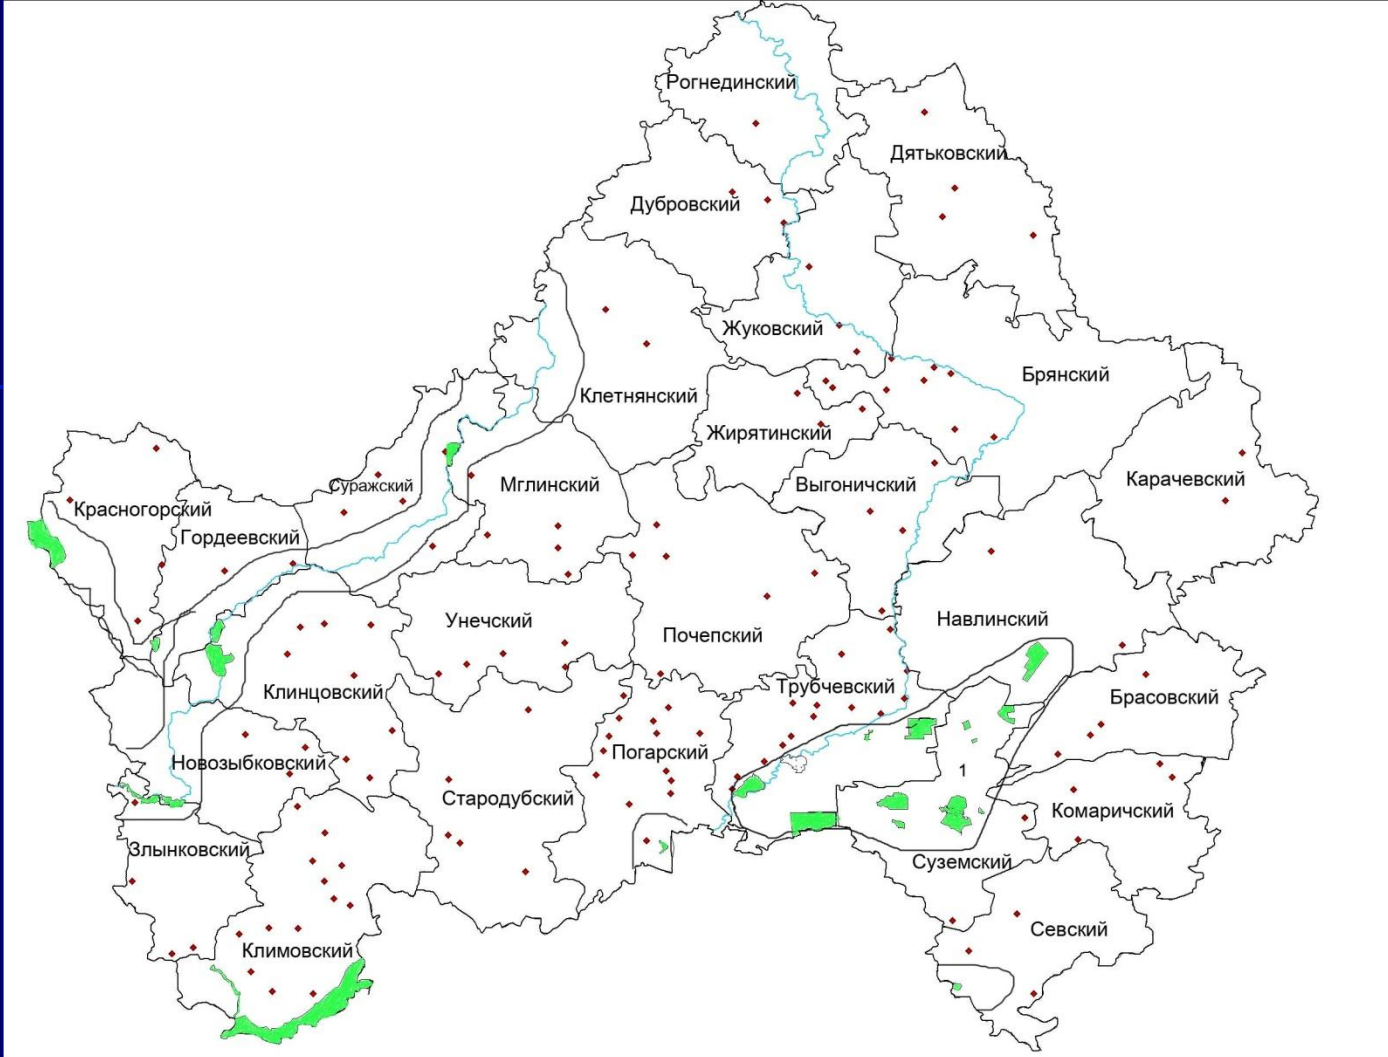 Рогнединский
Дятьковский
Дубровский
Жуковский
Брянский
Клетнянский
Жирятинский
Карачевский
Суражский
Мглинский
Выгоничский
Красногорский
Гордеевский
Унечский
Почепский
Навлинский
Клинцовский
Трубчевский
Брасовский
Новозыбковский
Погарский
1
Стародубский
Комаричский
Злынковский
Суземский
Климовский
Севский